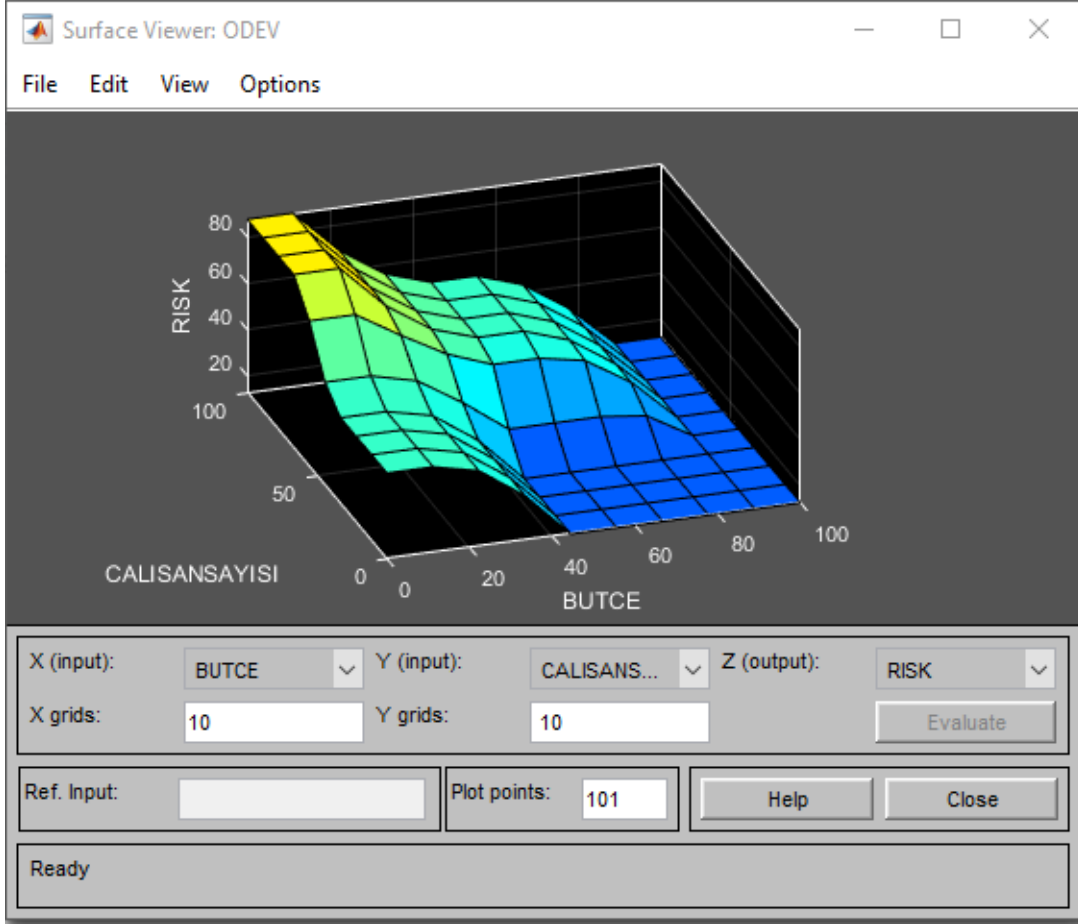 Surface Viewer: ODEV
File Edit View Options
80
60
40
20
RISK
100
50
0
CALISANSAYISI
0
20
40
60
80
100
BUTCE
X (input): BUTCE Y (input): CALISANS... Z (output): RISK
X grids: 10 Y grids: 10 Evaluate
Ref. Input: Plot points: 101 Help Close
Ready